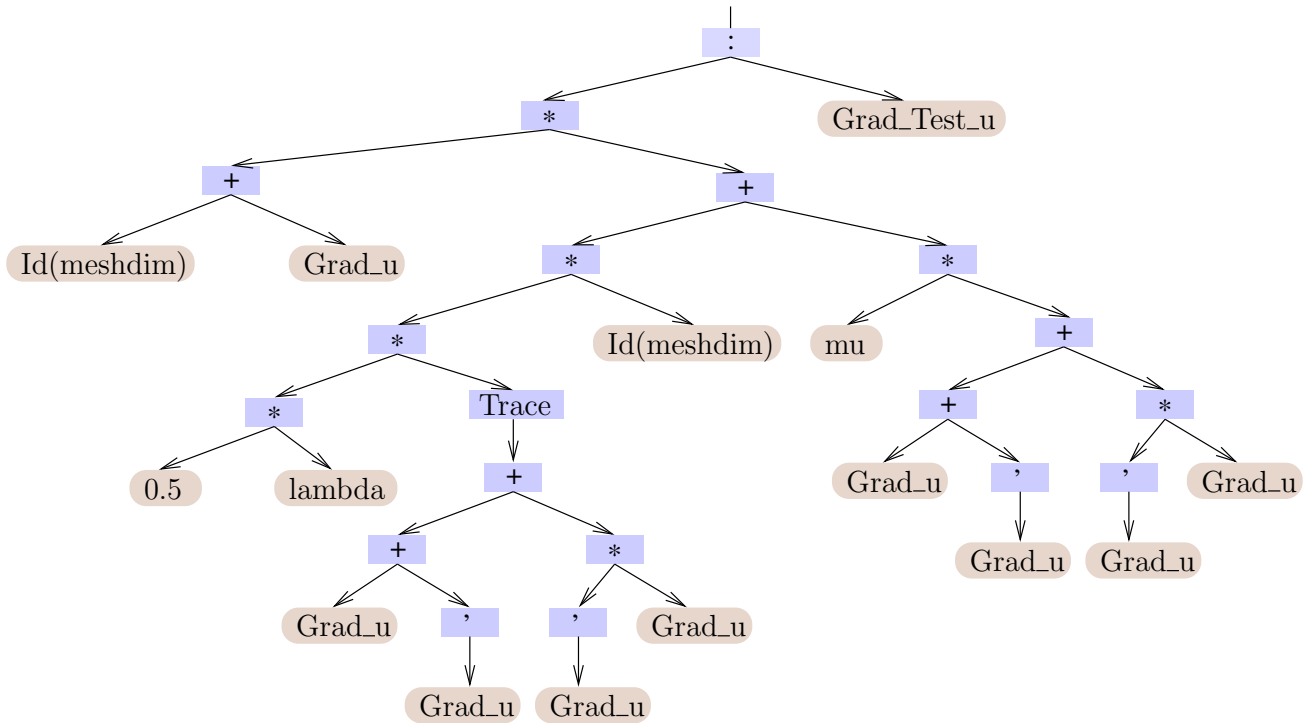 :
* Grad_Test_u
+ +
Id(meshdim) Grad_u * *
* Id(meshdim) mu +
* Trace + *
0.5 lambda + Grad_u ' ' Grad_u
+ * Grad_u Grad_u
Grad_u ' ' Grad_u
Grad_u Grad_u